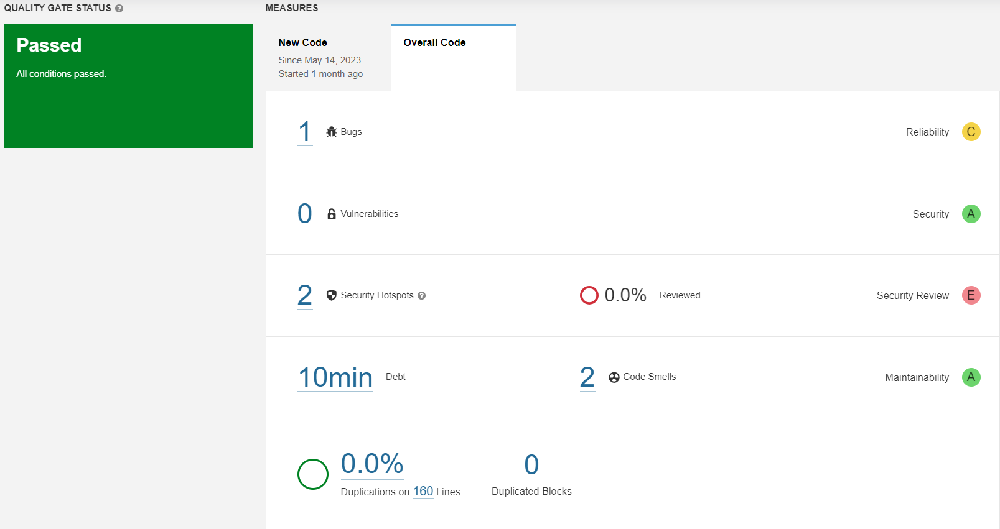 QUALITY GATE STATUS ?
MEASURES
Passed
All conditions passed.
New Code
Since May 14, 2023
Started 1 month ago
Overall Code
1 Bugs
Reliability C
0 Vulnerabilities
Security A
2 Security Hotspots ?
0.0% Reviewed
Security Review E
10min Debt
2 Code Smells
Maintainability A
0.0%
Duplications on 160 Lines
0
Duplicated Blocks